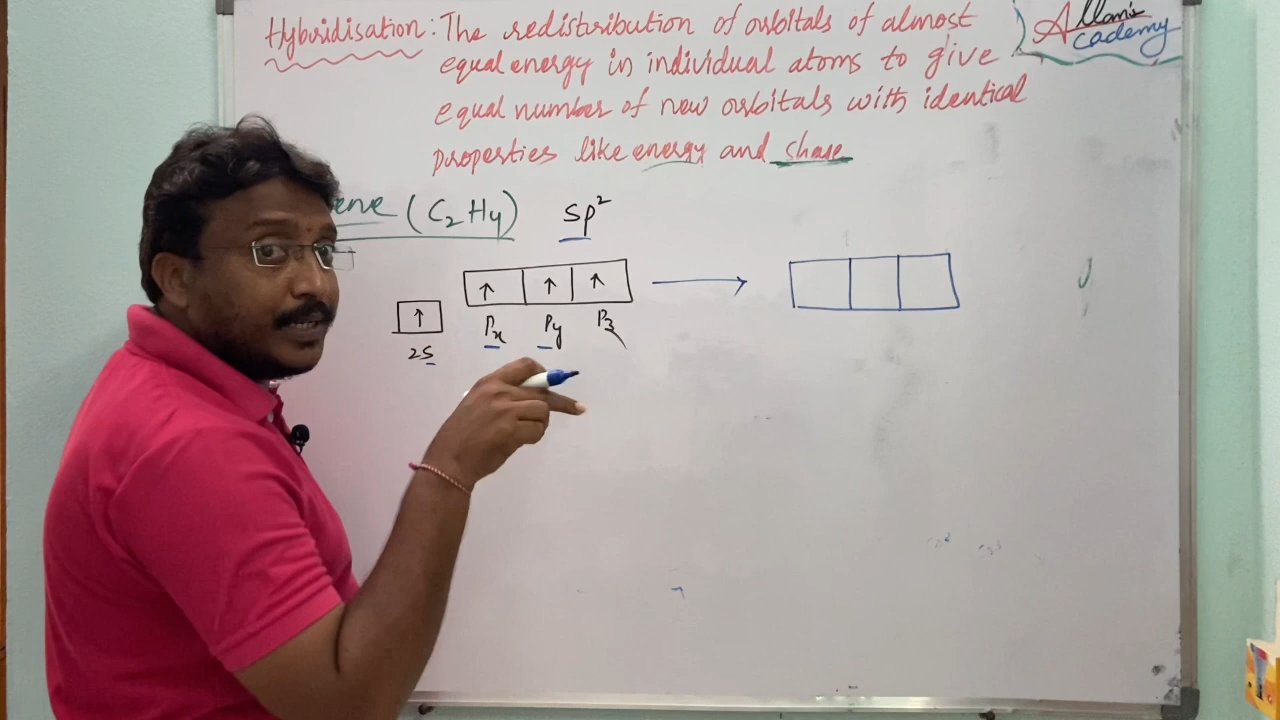 Hybridisation: The redistribution of orbitals of almost
equal energy in individual atoms to give
equal number of new orbitals with identical
properties like energy and shape
Allam's
Academy
ene (C2H4) sp²
↑ ↑ ↑
Px Py Pz
↑
2s